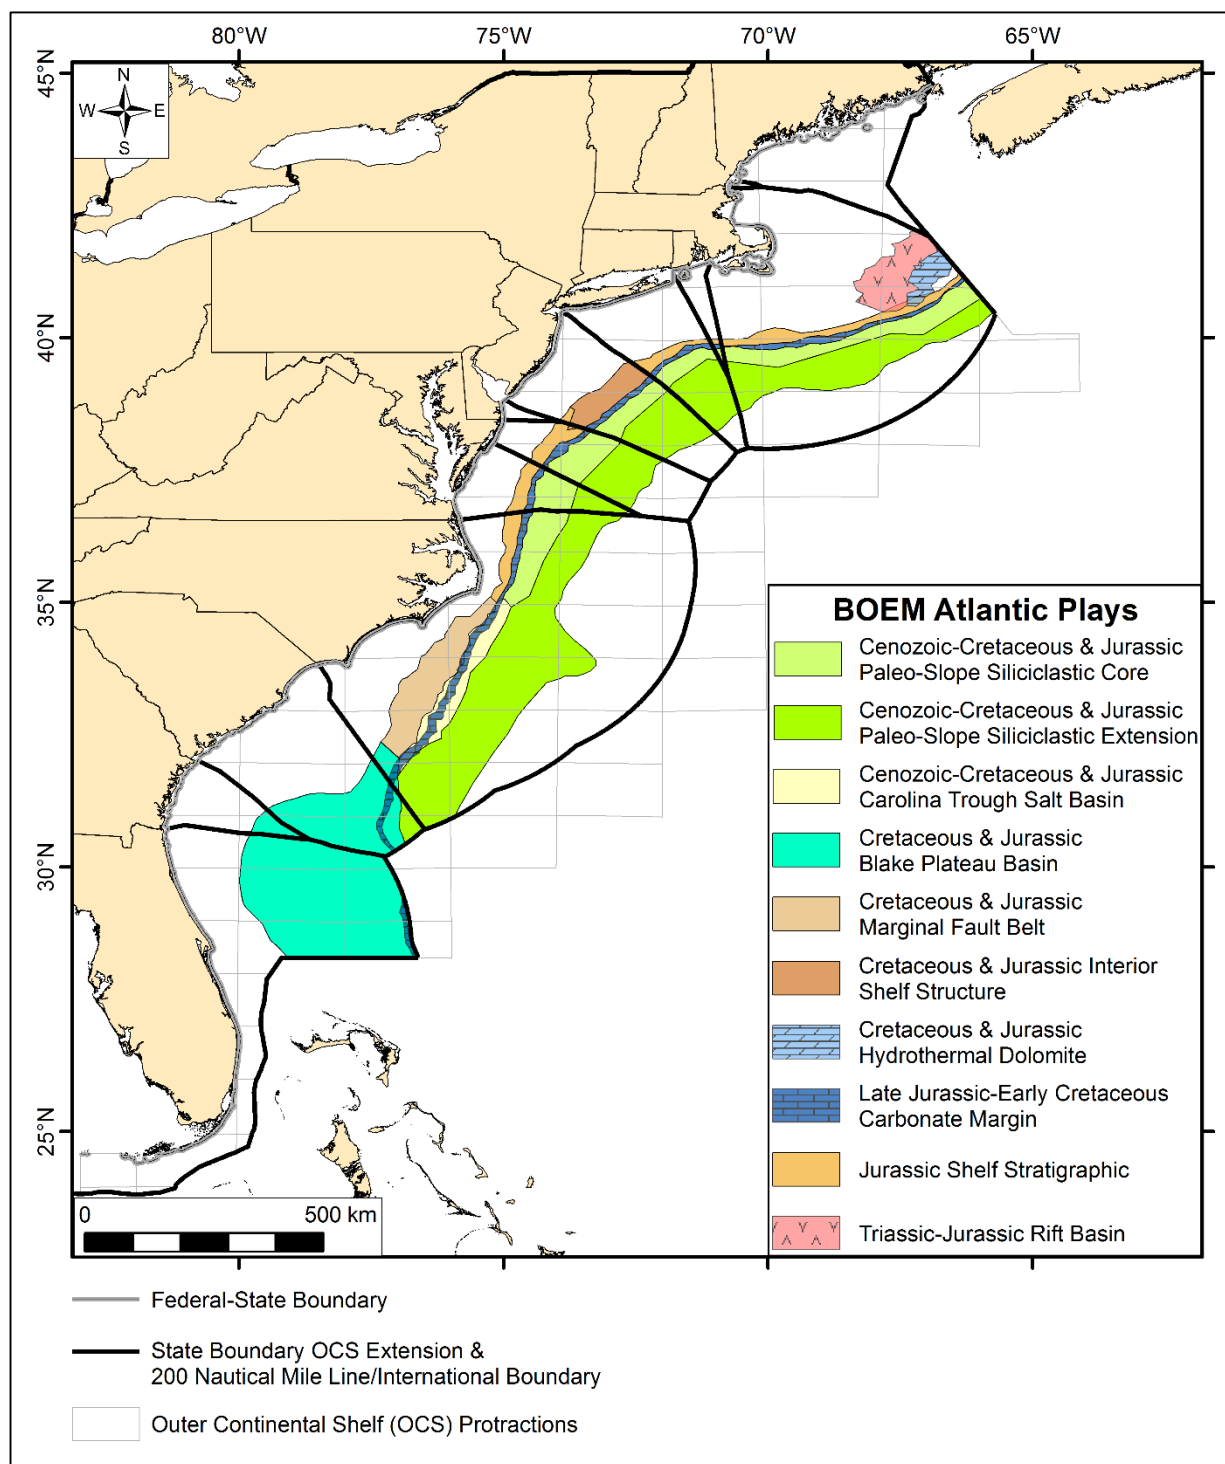 80°W 75°W 70°W 65°W
45°N
40°N
35°N
30°N
25°N
N
W E
S
BOEM Atlantic Plays
Cenozoic-Cretaceous & Jurassic
Paleo-Slope Siliciclastic Core
Cenozoic-Cretaceous & Jurassic
Paleo-Slope Siliciclastic Extension
Cenozoic-Cretaceous & Jurassic
Carolina Trough Salt Basin
Cretaceous & Jurassic
Blake Plateau Basin
Cretaceous & Jurassic
Marginal Fault Belt
Cretaceous & Jurassic Interior
Shelf Structure
Cretaceous & Jurassic
Hydrothermal Dolomite
Late Jurassic-Early Cretaceous
Carbonate Margin
Jurassic Shelf Stratigraphic
Triassic-Jurassic Rift Basin
0 500 km
80°W 75°W 70°W 65°W
Federal-State Boundary
State Boundary OCS Extension &
200 Nautical Mile Line/International Boundary
Outer Continental Shelf (OCS) Protractions